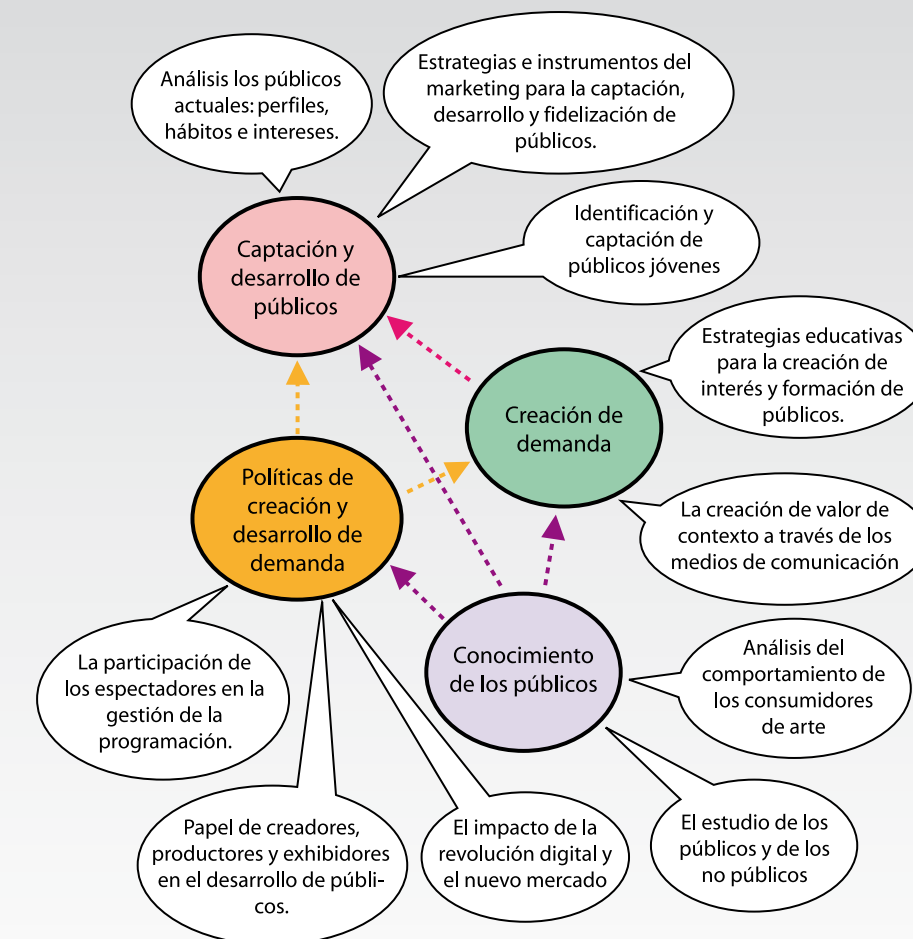 Análisis los públicos
actuales: perfiles,
hábitos e intereses.
Estrategias e instrumentos del
marketing para la captación,
desarrollo y fidelización de
públicos.
Identificación y
captación de
públicos jóvenes
Captación y
desarrollo de
públicos
Estrategias educativas
para la creación de
interés y formación de
públicos.
Creación de
demanda
Políticas de
creación y
desarrollo de
demanda
La creación de valor de
contexto a través de los
medios de comunicación
Conocimiento
de los públicos
Análisis del
comportamiento de
los consumidores
de arte
La participación de
los espectadores en la
gestión de la
programación.
Papel de creadores,
productores y exhibidores
en el desarrollo de públi-
cos.
El impacto de la
revolución digital y
el nuevo mercado
El estudio de los
públicos y de los
no públicos